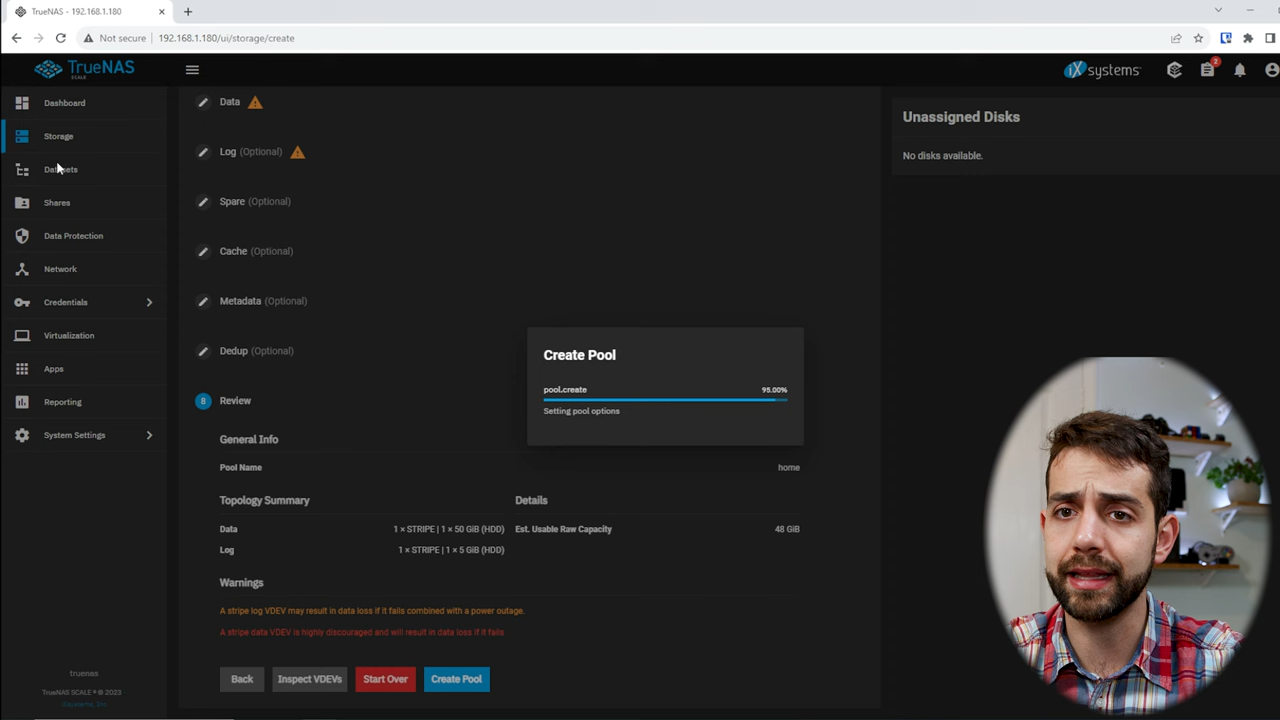 TrueNAS - 192.168.1.180
Not secure
192.168.1.180/ui/storage/create
TrueNAS
SCALE
iXsystems
2
Dashboard
Storage
Datasets
Shares
Data Protection
Network
Credentials
Virtualization
Apps
Reporting
System Settings
truenas
TrueNAS SCALE ® © 2023
iXsystems, Inc
Data
Log (Optional)
Spare (Optional)
Cache (Optional)
Metadata (Optional)
Dedup (Optional)
8 Review
General Info
Pool Name home
Topology Summary
Data 1 × STRIPE | 1 × 50 GiB (HDD)
Log 1 × STRIPE | 1 × 5 GiB (HDD)
Details
Est. Usable Raw Capacity 48 GiB
Warnings
A stripe log VDEV may result in data loss if it fails combined with a power outage.
A stripe data VDEV is highly discouraged and will result in data loss if it fails
Back
Inspect VDEVs
Start Over
Create Pool
Create Pool
pool.create 95.00%
Setting pool options
Unassigned Disks
No disks available.